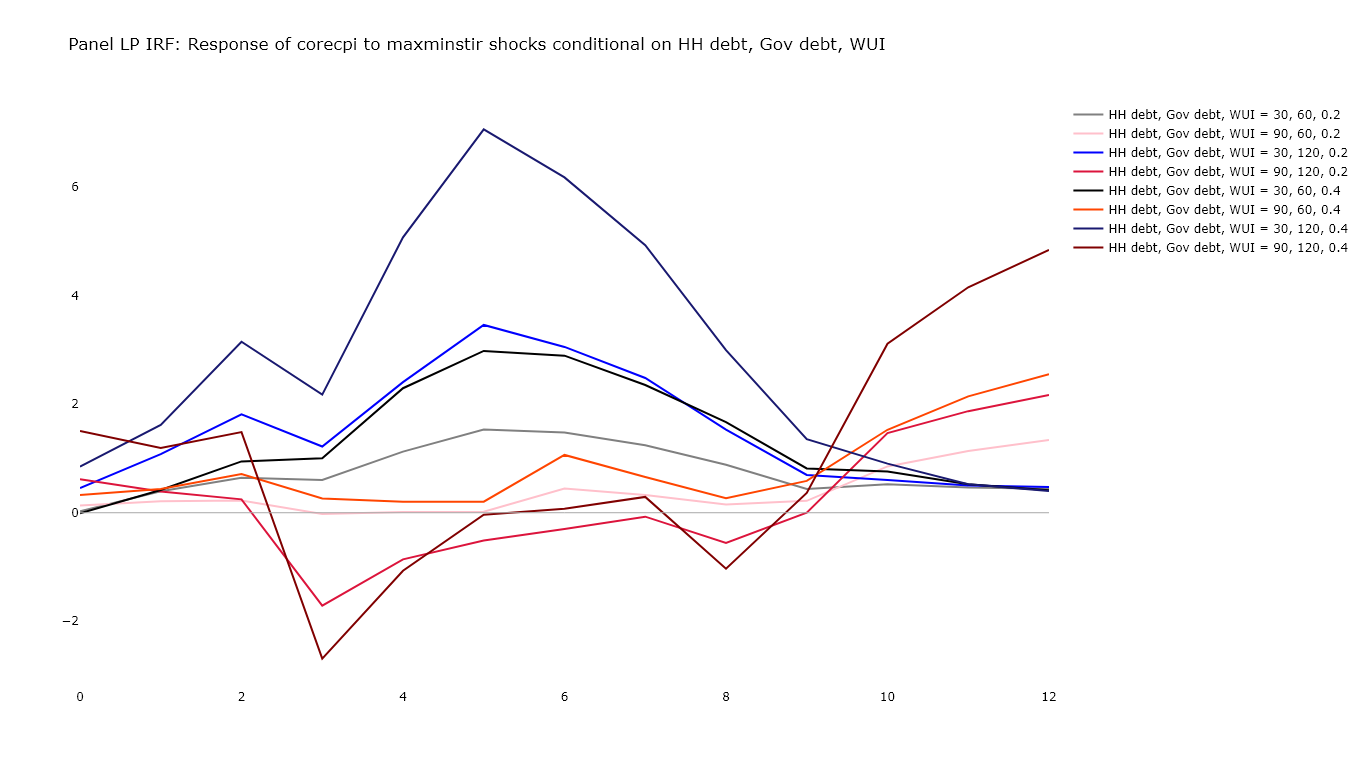 Panel LP IRF: Response of corecpi to maxminstir shocks conditional on HH debt, Gov debt, WUI
HH debt, Gov debt, WUI = 30, 60, 0.2
HH debt, Gov debt, WUI = 90, 60, 0.2
HH debt, Gov debt, WUI = 30, 120, 0.2
HH debt, Gov debt, WUI = 90, 120, 0.2
HH debt, Gov debt, WUI = 30, 60, 0.4
HH debt, Gov debt, WUI = 90, 60, 0.4
HH debt, Gov debt, WUI = 30, 120, 0.4
HH debt, Gov debt, WUI = 90, 120, 0.4
6
4
2
0
−2
0 2 4 6 8 10 12